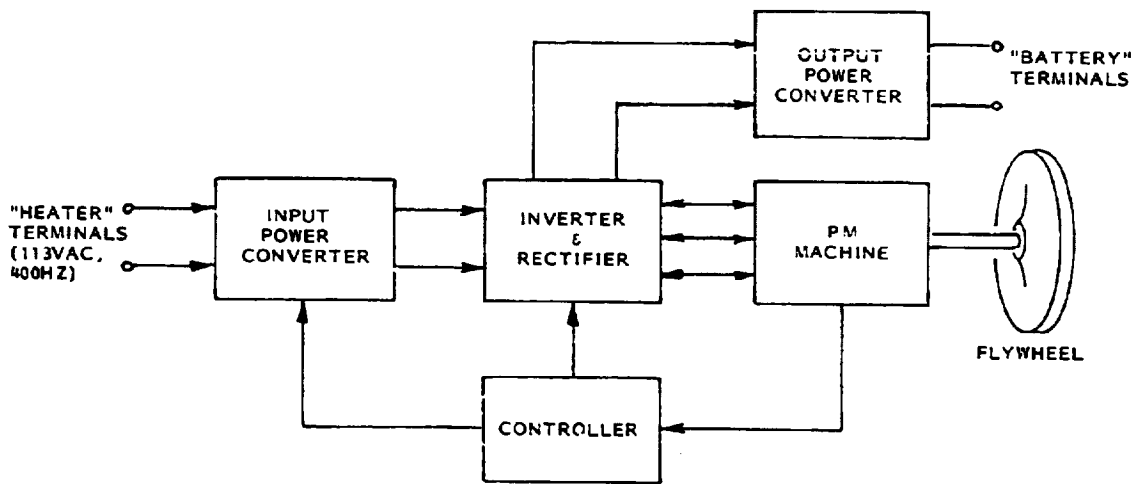 OUTPUT
POWER
CONVERTER
"BATTERY"
TERMINALS
"HEATER"
TERMINALS
(113VAC,
400HZ)
INPUT
POWER
CONVERTER
INVERTER
&
RECTIFIER
PM
MACHINE
FLYWHEEL
CONTROLLER